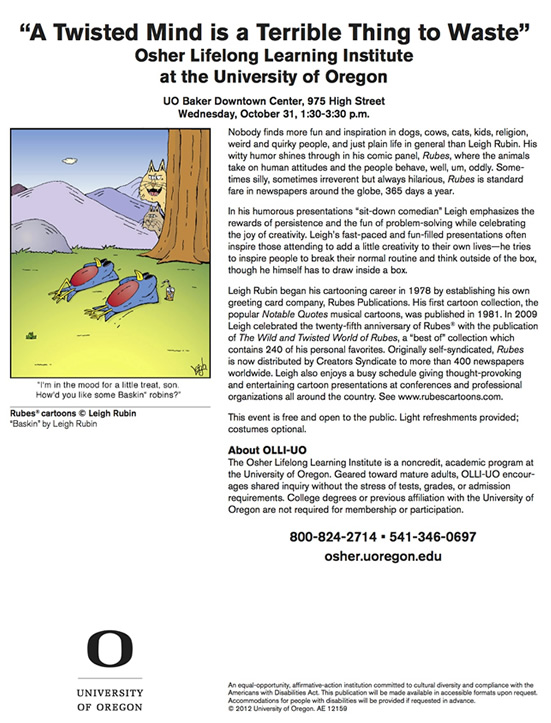 “A Twisted Mind is a Terrible Thing to Waste”
Osher Lifelong Learning Institute
at the University of Oregon
UO Baker Downtown Center, 975 High Street
Wednesday, October 31, 1:30-3:30 p.m.
"I'm in the mood for a little treat, son.
How'd you like some Baskin' robins?"
Rubes® cartoons © Leigh Rubin
"Baskin" by Leigh Rubin
Nobody finds more fun and inspiration in dogs, cows, cats, kids, religion,
weird and quirky people, and just plain life in general than Leigh Rubin. His
witty humor shines through in his comic panel, Rubes, where the animals
take on human attitudes and the people behave, well, um, oddly. Some-
times silly, sometimes irreverent but always hilarious, Rubes is standard
fare in newspapers around the globe, 365 days a year.
In his humorous presentations “sit-down comedian” Leigh emphasizes the
rewards of persistence and the fun of problem-solving while celebrating
the joy of creativity. Leigh's fast-paced and fun-filled presentations often
inspire those attending to add a little creativity to their own lives—he tries
to inspire people to break their normal routine and think outside of the box,
though he himself has to draw inside a box.
Leigh Rubin began his cartooning career in 1978 by establishing his own
greeting card company, Rubes Publications. His first cartoon collection, the
popular Notable Quotes musical cartoons, was published in 1981. In 2009
Leigh celebrated the twenty-fifth anniversary of Rubes® with the publication
of The Wild and Twisted World of Rubes, a “best of” collection which
contains 240 of his personal favorites. Originally self-syndicated, Rubes
is now distributed by Creators Syndicate to more than 400 newspapers
worldwide. Leigh also enjoys a busy schedule giving thought-provoking
and entertaining cartoon presentations at conferences and professional
organizations all around the country. See www.rubescartoons.com.
This event is free and open to the public. Light refreshments provided;
costumes optional.
About OLLI-UO
The Osher Lifelong Learning Institute is a noncredit, academic program at
the University of Oregon. Geared toward mature adults, OLLI-UO encour-
ages shared inquiry without the stress of tests, grades, or admission
requirements. College degrees or previous affiliation with the University of
Oregon are not required for membership or participation.
800-824-2714 ▪ 541-346-0697
osher.uoregon.edu
O
UNIVERSITY
OF OREGON
An equal-opportunity, affirmative-action institution committed to cultural diversity and compliance with the
Americans with Disabilities Act. This publication will be made available in accessible formats upon request.
Accommodations for people with disabilities will be provided if requested in advance.
© 2012 University of Oregon. AE 12159